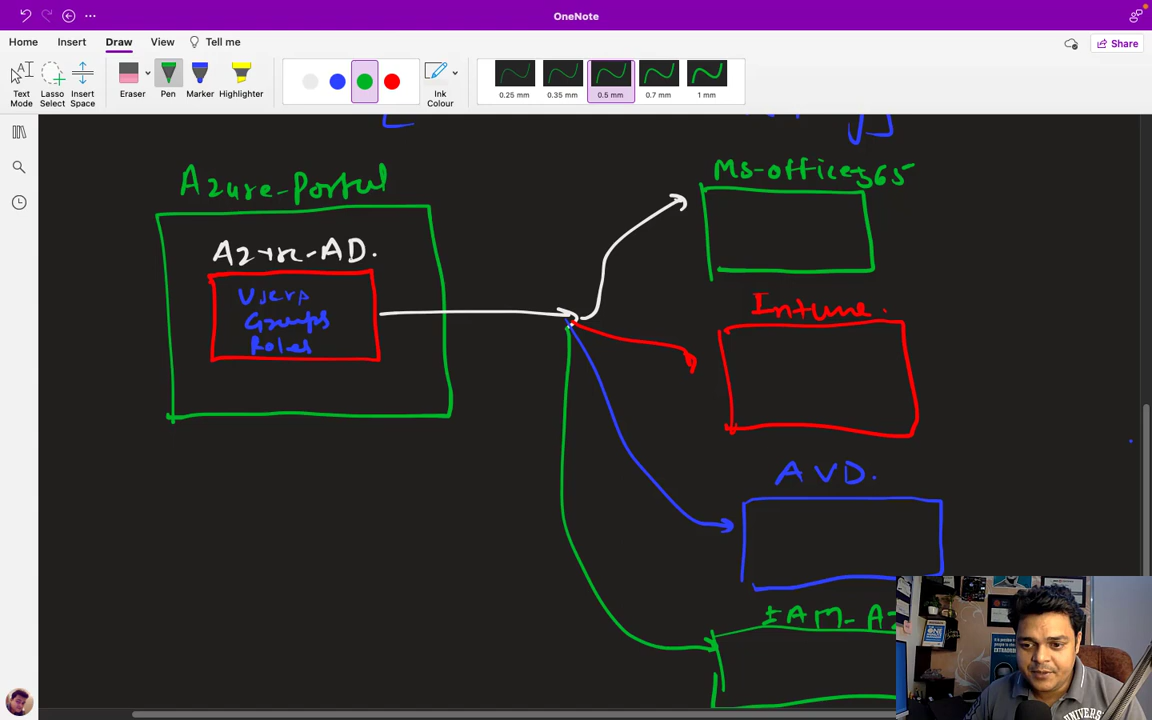 OneNote
Home Insert Draw View Tell me
Share
Text Mode
Lasso Select
Insert Space
Eraser
Pen
Marker
Highlighter
Ink Colour
0.25 mm
0.35 mm
0.5 mm
0.7 mm
1 mm
Azure-Portal
Ms-office365
Azure-AD.
Users
Groups
Roles
Intune.
AVD.
IAM-AZ